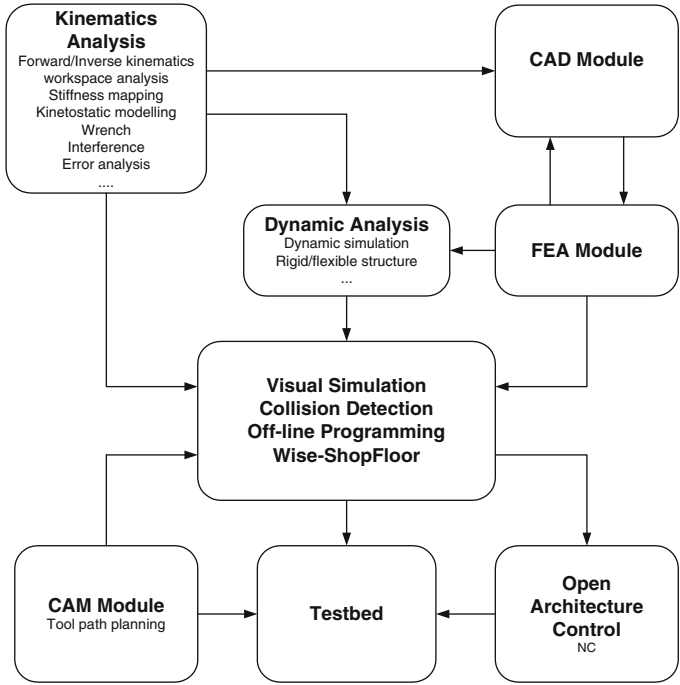 Kinematics
Analysis
Forward/Inverse kinematics
workspace analysis
Stiffness mapping
Kinetostatic modelling
Wrench
Interference
Error analysis
....
CAD Module
Dynamic Analysis
Dynamic simulation
Rigid/flexible structure
...
FEA Module
Visual Simulation
Collision Detection
Off-line Programming
Wise-ShopFloor
CAM Module
Tool path planning
Testbed
Open
Architecture
Control
NC